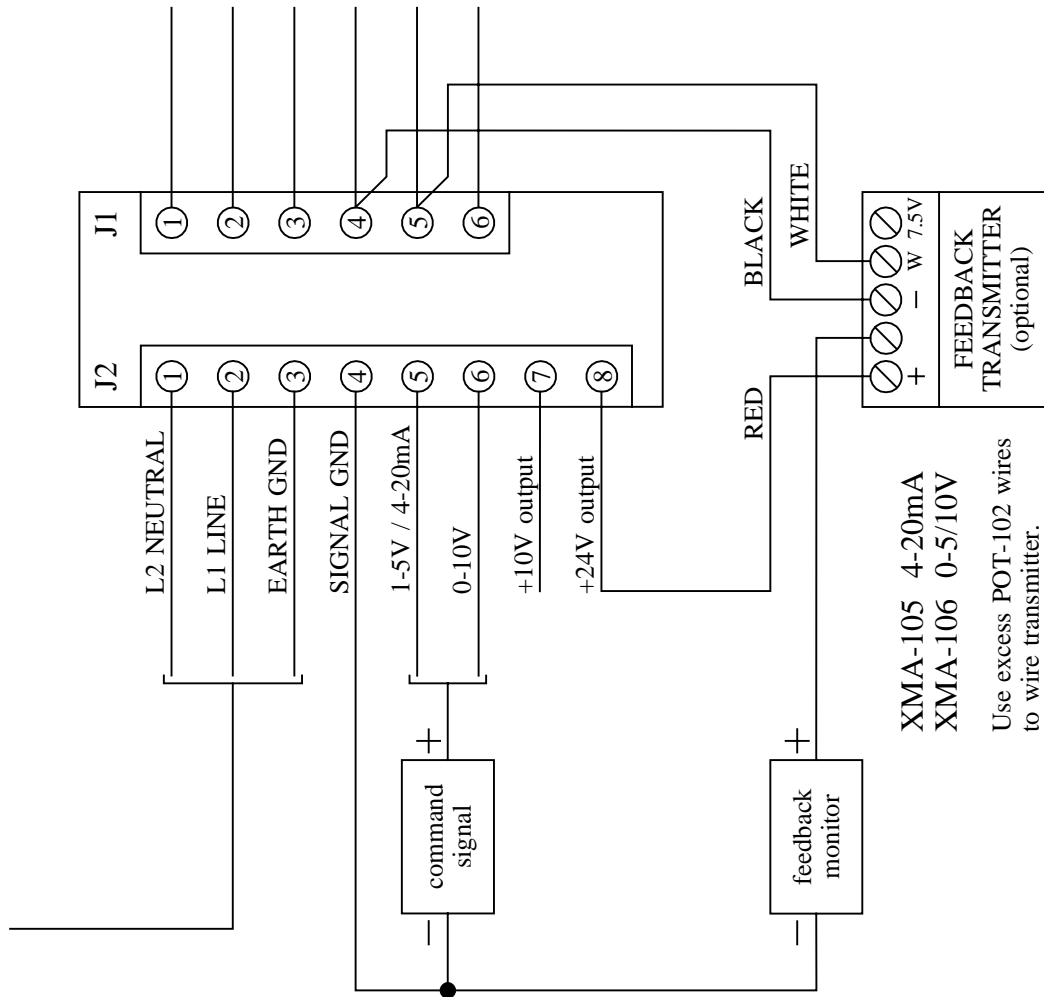 J1
1
2
3
4
5
6
J2
1
2
3
4
5
6
7
8
L2 NEUTRAL
L1 LINE
EARTH GND
SIGNAL GND
1-5V / 4-20mA
0-10V
+10V output
+24V output
BLACK
WHITE
RED
+
−
W
7.5V
FEEDBACK
TRANSMITTER
(optional)
−
command
signal
+
−
feedback
monitor
+
XMA-105 4-20mA
XMA-106 0-5/10V
Use excess POT-102 wires
to wire transmitter.